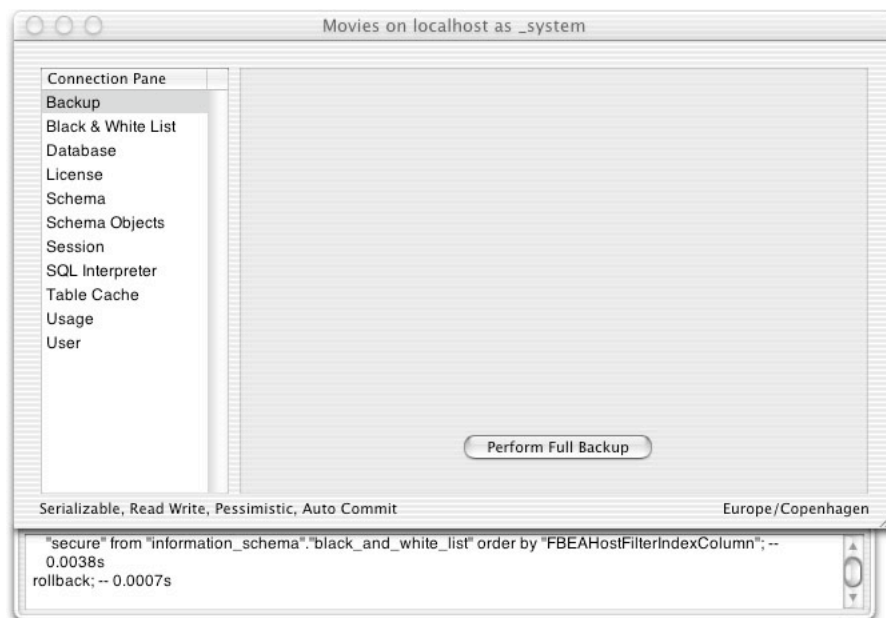 Movies on localhost as _system
Connection Pane
Backup
Black & White List
Database
License
Schema
Schema Objects
Session
SQL Interpreter
Table Cache
Usage
User
Perform Full Backup
Serializable, Read Write, Pessimistic, Auto Commit
Europe/Copenhagen
"secure" from "information_schema"."black_and_white_list" order by "FBEAHostFilterIndexColumn"; --
0.0038s
rollback; -- 0.0007s